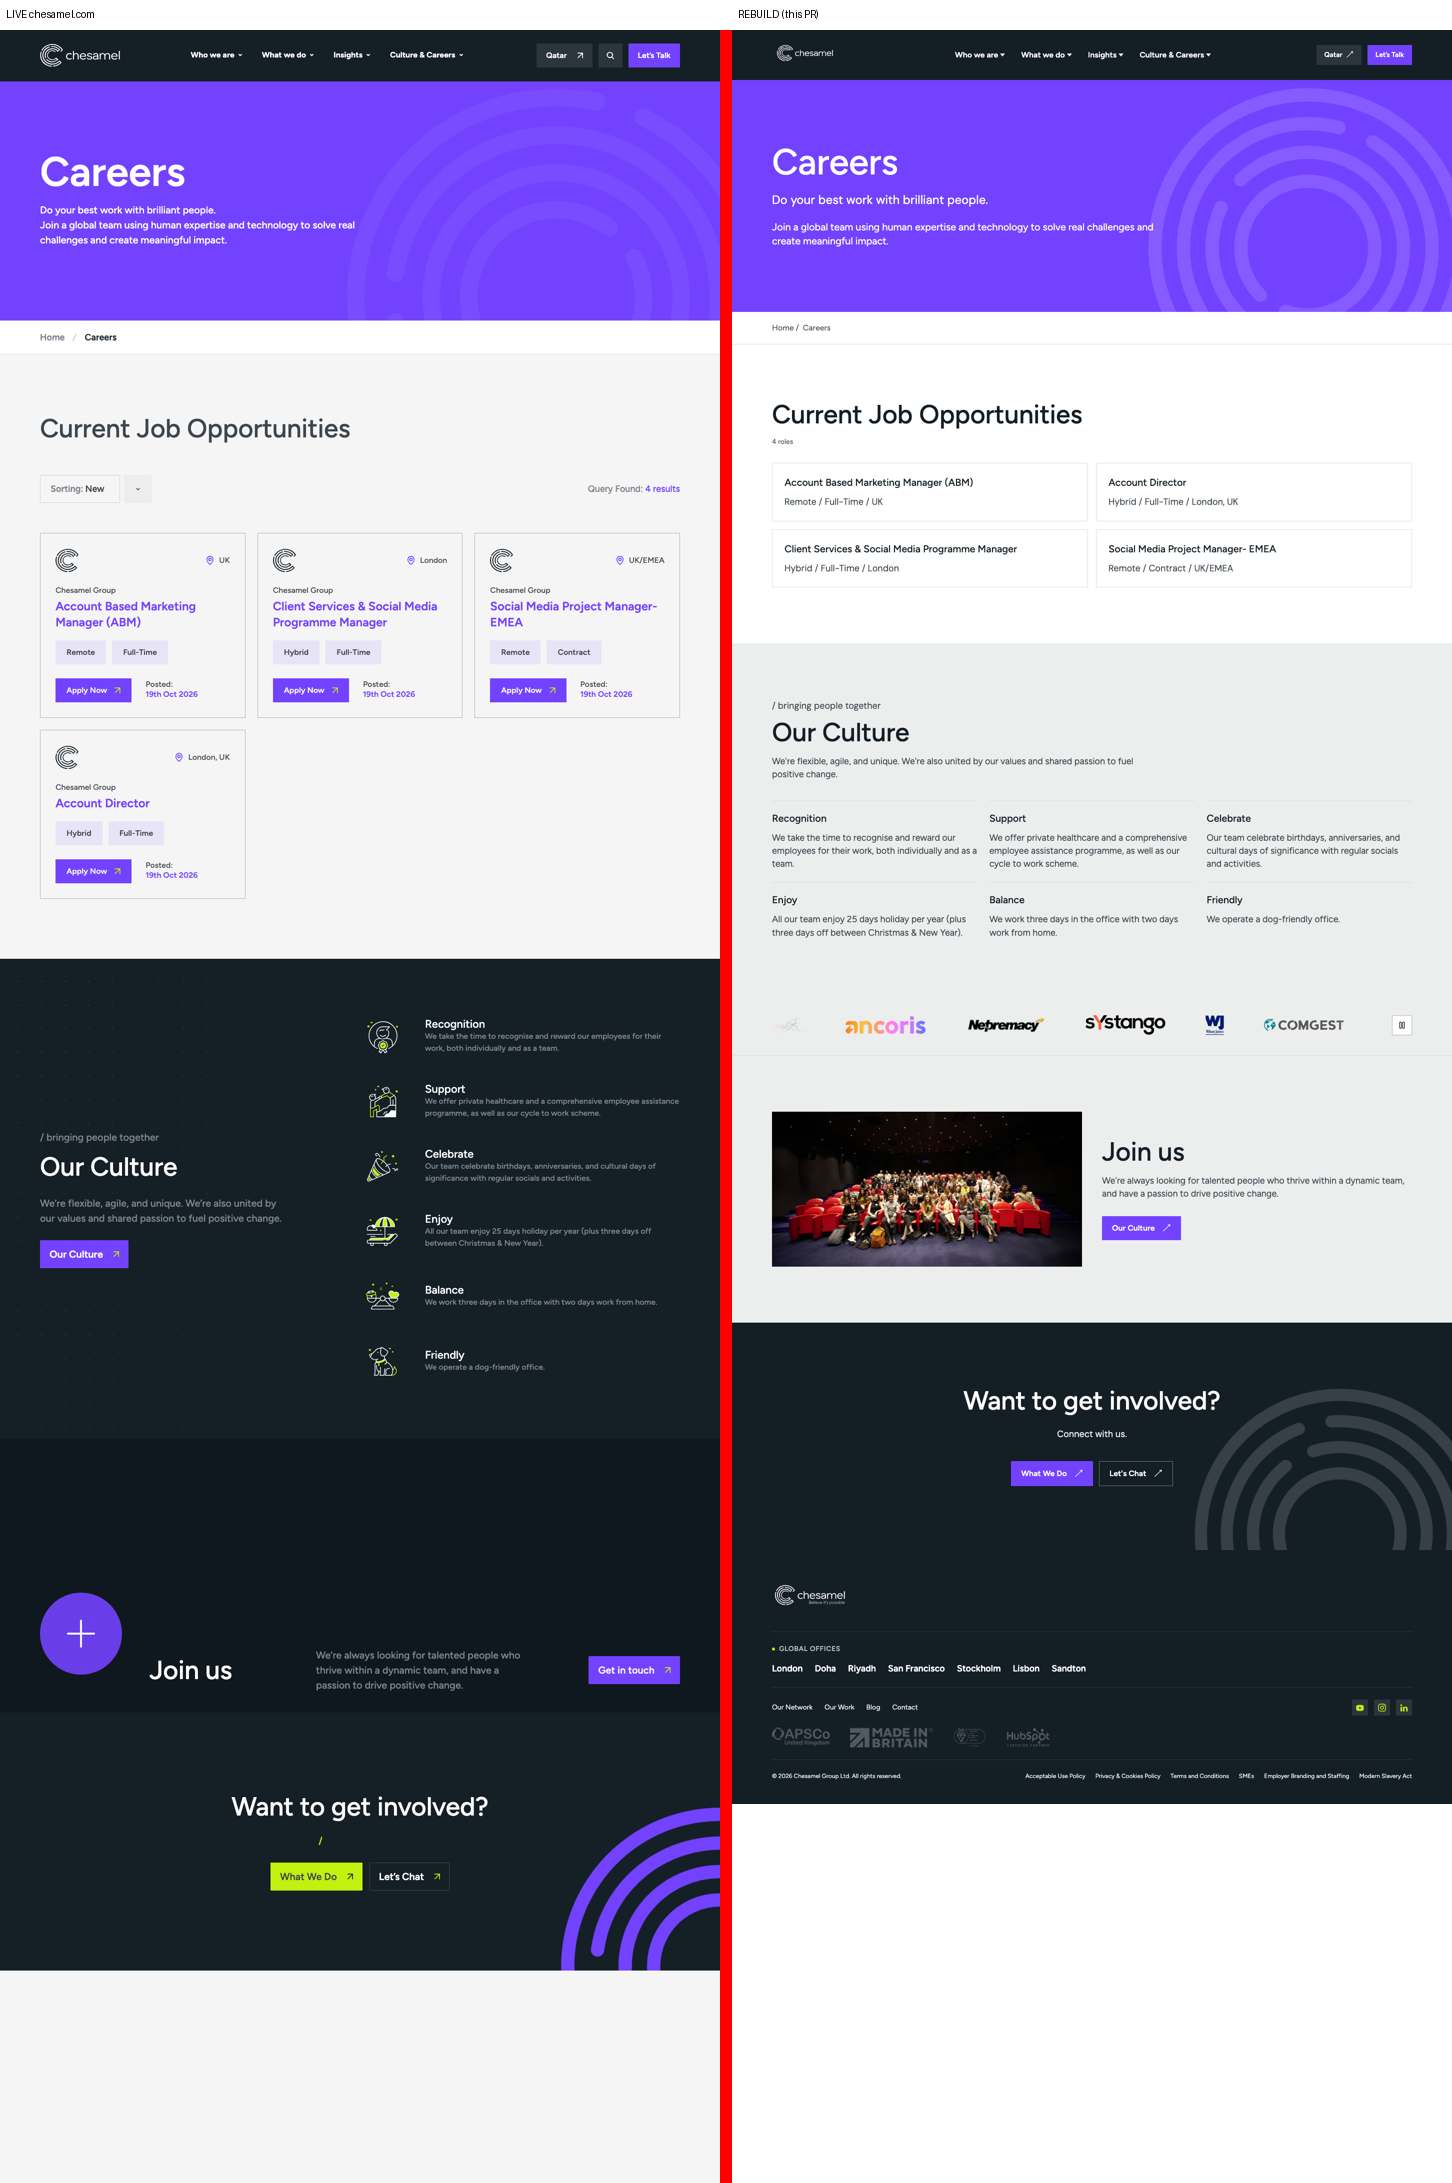 LIVE chesamel.com
chesamel
Who we are
What we do
Insights
Culture & Careers
Qatar
Let's Talk
Careers
Do your best work with brilliant people.
Join a global team using human expertise and technology to solve real
challenges and create meaningful impact.
Home / Careers
Current Job Opportunities
Sorting: New
Query Found: 4 results
UK
Chesamel Group
Account Based Marketing
Manager (ABM)
Remote
Full-Time
Apply Now
Posted:
19th Oct 2026
London
Chesamel Group
Client Services & Social Media
Programme Manager
Hybrid
Full-Time
Apply Now
Posted:
19th Oct 2026
UK/EMEA
Chesamel Group
Social Media Project Manager-
EMEA
Remote
Contract
Apply Now
Posted:
19th Oct 2026
London, UK
Chesamel Group
Account Director
Hybrid
Full-Time
Apply Now
Posted:
19th Oct 2026
/ bringing people together
Our Culture
We're flexible, agile, and unique. We're also united by
our values and shared passion to fuel positive change.
Our Culture
Recognition
We take the time to recognise and reward our employees for their
work, both individually and as a team.
Support
We offer private healthcare and a comprehensive employee assistance
programme, as well as our cycle to work scheme.
Celebrate
Our team celebrate birthdays, anniversaries, and cultural days of
significance with regular socials and activities.
Enjoy
All our team enjoy 25 days holiday per year (plus three days off
between Christmas & New Year).
Balance
We work three days in the office with two days work from home.
Friendly
We operate a dog-friendly office.
Join us
We're always looking for talented people who
thrive within a dynamic team, and have a
passion to drive positive change.
Get in touch
Want to get involved?
/
What We Do
Let's Chat
REBUILD (this PR)
chesamel
Who we are
What we do
Insights
Culture & Careers
Qatar
Let's Talk
Careers
Do your best work with brilliant people.
Join a global team using human expertise and technology to solve real challenges and
create meaningful impact.
Home / Careers
Current Job Opportunities
4 roles
Account Based Marketing Manager (ABM)
Remote / Full-Time / UK
Account Director
Hybrid / Full-Time / London, UK
Client Services & Social Media Programme Manager
Hybrid / Full-Time / London
Social Media Project Manager- EMEA
Remote / Contract / UK/EMEA
/ bringing people together
Our Culture
We're flexible, agile, and unique. We're also united by our values and shared passion to fuel
positive change.
Recognition
We take the time to recognise and reward our
employees for their work, both individually and as a
team.
Support
We offer private healthcare and a comprehensive
employee assistance programme, as well as our
cycle to work scheme.
Celebrate
Our team celebrate birthdays, anniversaries, and
cultural days of significance with regular socials
and activities.
Enjoy
All our team enjoy 25 days holiday per year (plus
three days off between Christmas & New Year).
Balance
We work three days in the office with two days
work from home.
Friendly
We operate a dog-friendly office.
ancoris
Nepremacy
sYstango
WJ
COMGEST
Join us
We're always looking for talented people who thrive within a dynamic team,
and have a passion to drive positive change.
Our Culture
Want to get involved?
Connect with us.
What We Do
Let's Chat
chesamel
GLOBAL OFFICES
London
Doha
Riyadh
San Francisco
Stockholm
Lisbon
Sandton
Our Network
Our Work
Blog
Contact
APSCo
United Kingdom
MADE IN
BRITAIN
HubSpot
© 2026 Chesamel Group Ltd. All rights reserved.
Acceptable Use Policy
Privacy & Cookies Policy
Terms and Conditions
SMEs
Employer Branding and Staffing
Modern Slavery Act